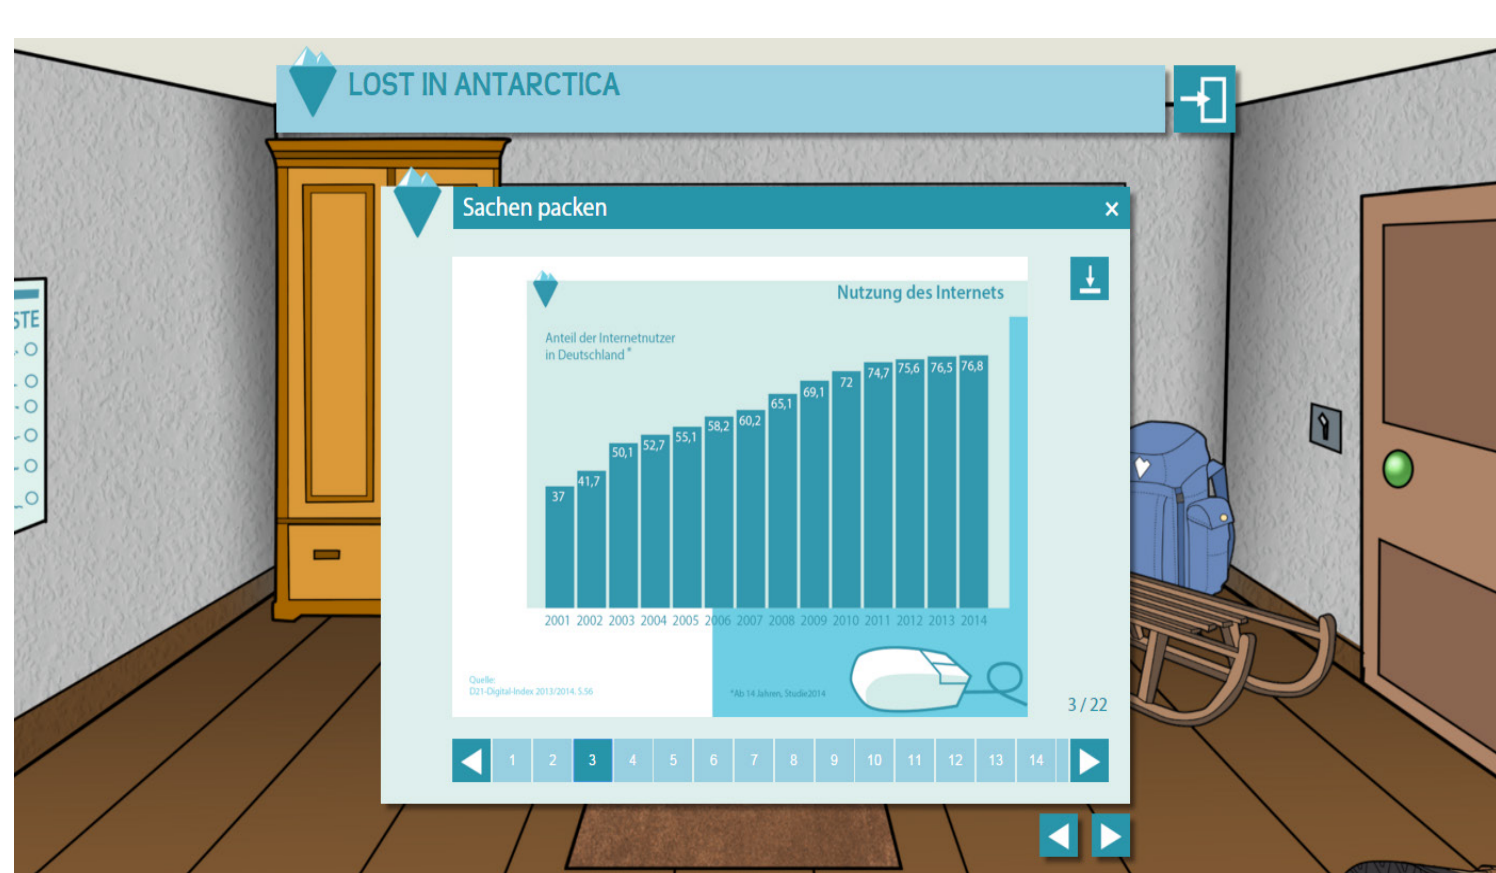 LOST IN ANTARCTICA
Sachen packen
×
STE
Nutzung des Internets
Anteil der Internetnutzer
in Deutschland *
37 41,7 50,1 52,7 55,1 58,2 60,2 65,1 69,1 72 74,7 75,6 76,5 76,8
2001 2002 2003 2004 2005 2006 2007 2008 2009 2010 2011 2012 2013 2014
Quelle:
D21-Digital-Index 2013/2014. S.56
*Ab 14 Jahren, Studie2014
3 / 22
1 2 3 4 5 6 7 8 9 10 11 12 13 14